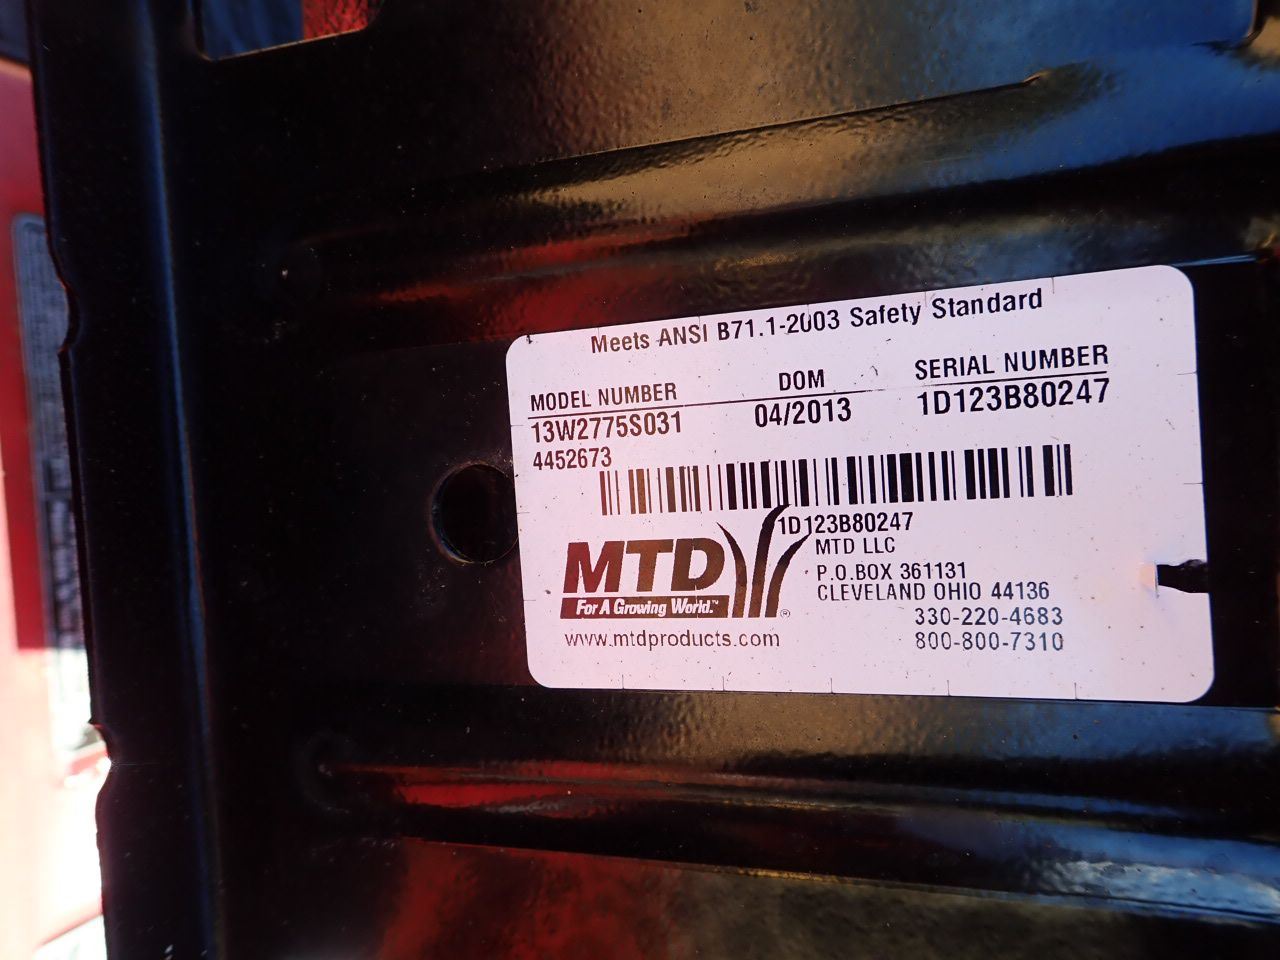 Meets ANSI B71.1-2003 Safety Standard
MODEL NUMBER DOM SERIAL NUMBER
13W2775S031 04/2013 1D123B80247
4452673
1D123B80247
MTD
For A Growing World.™
®
www.mtdproducts.com
MTD LLC
P.O.BOX 361131
CLEVELAND OHIO 44136
330-220-4683
800-800-7310